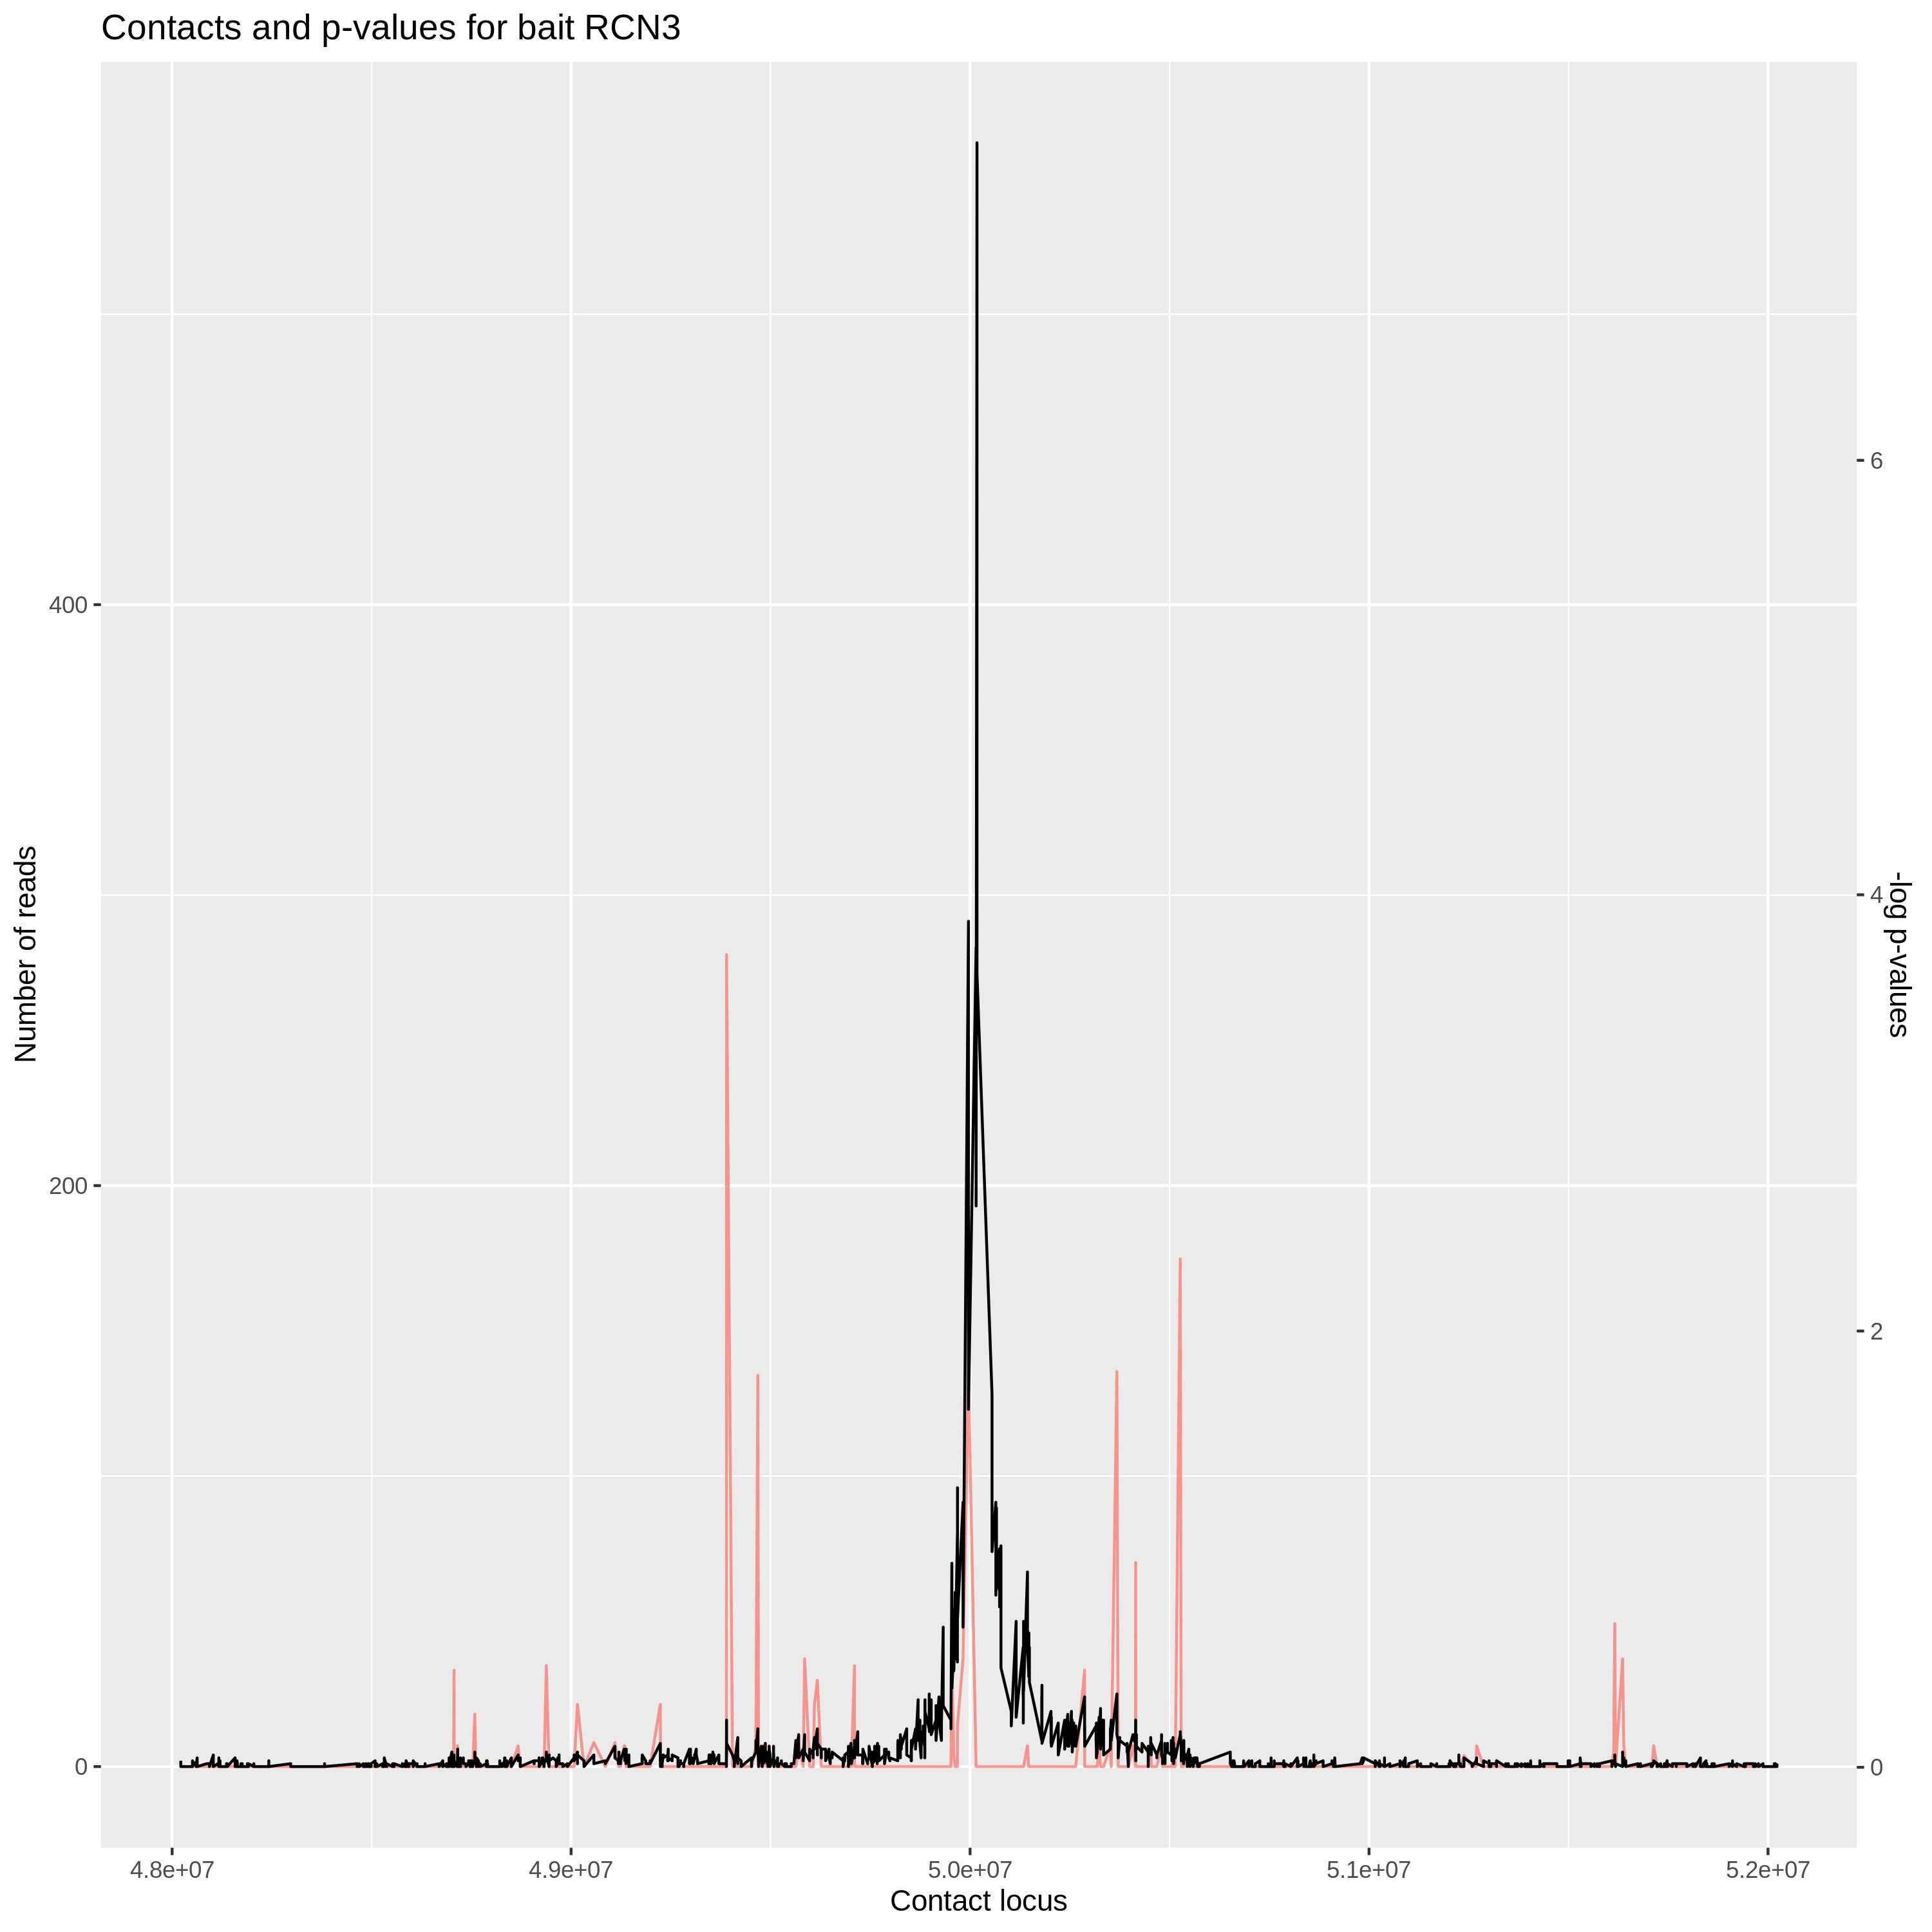 Contacts and p-values for bait RCN3
Number of reads
400
200
0
6
4
2
0
-log p-values
4.8e+07 4.9e+07 5.0e+07 5.1e+07 5.2e+07
Contact locus